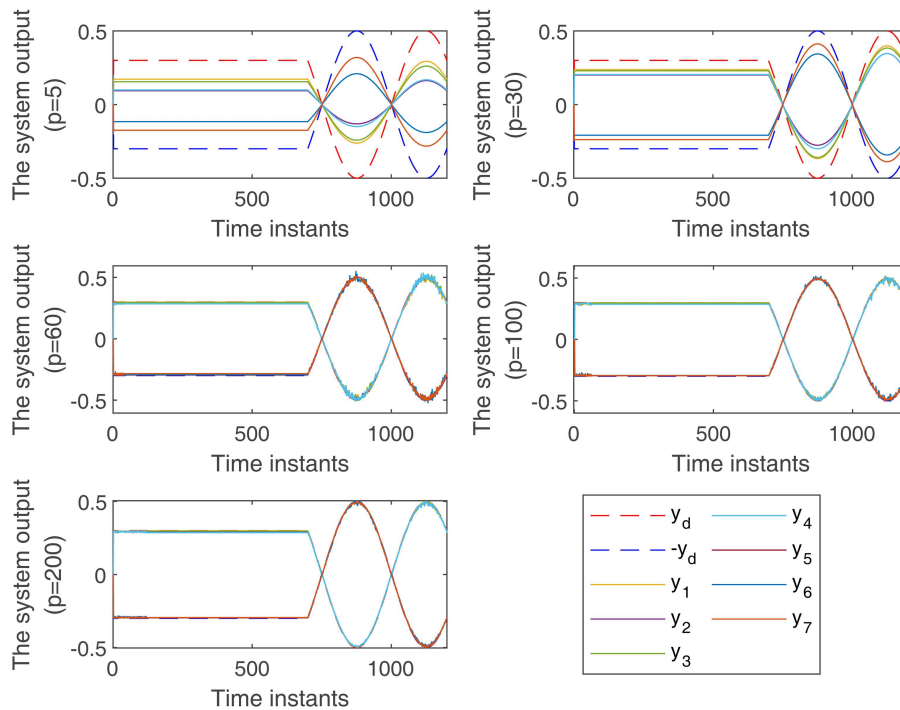 The system output
(p=5)
0.5
0
-0.5
0
500
1000
Time instants
The system output
(p=30)
0.5
0
-0.5
0
500
1000
Time instants
The system output
(p=60)
0.5
0
-0.5
0
500
1000
Time instants
The system output
(p=100)
0.5
0
-0.5
0
500
1000
Time instants
The system output
(p=200)
0.5
0
-0.5
0
500
1000
Time instants
y_d
-y_d
y_1
y_2
y_3
y_4
y_5
y_6
y_7